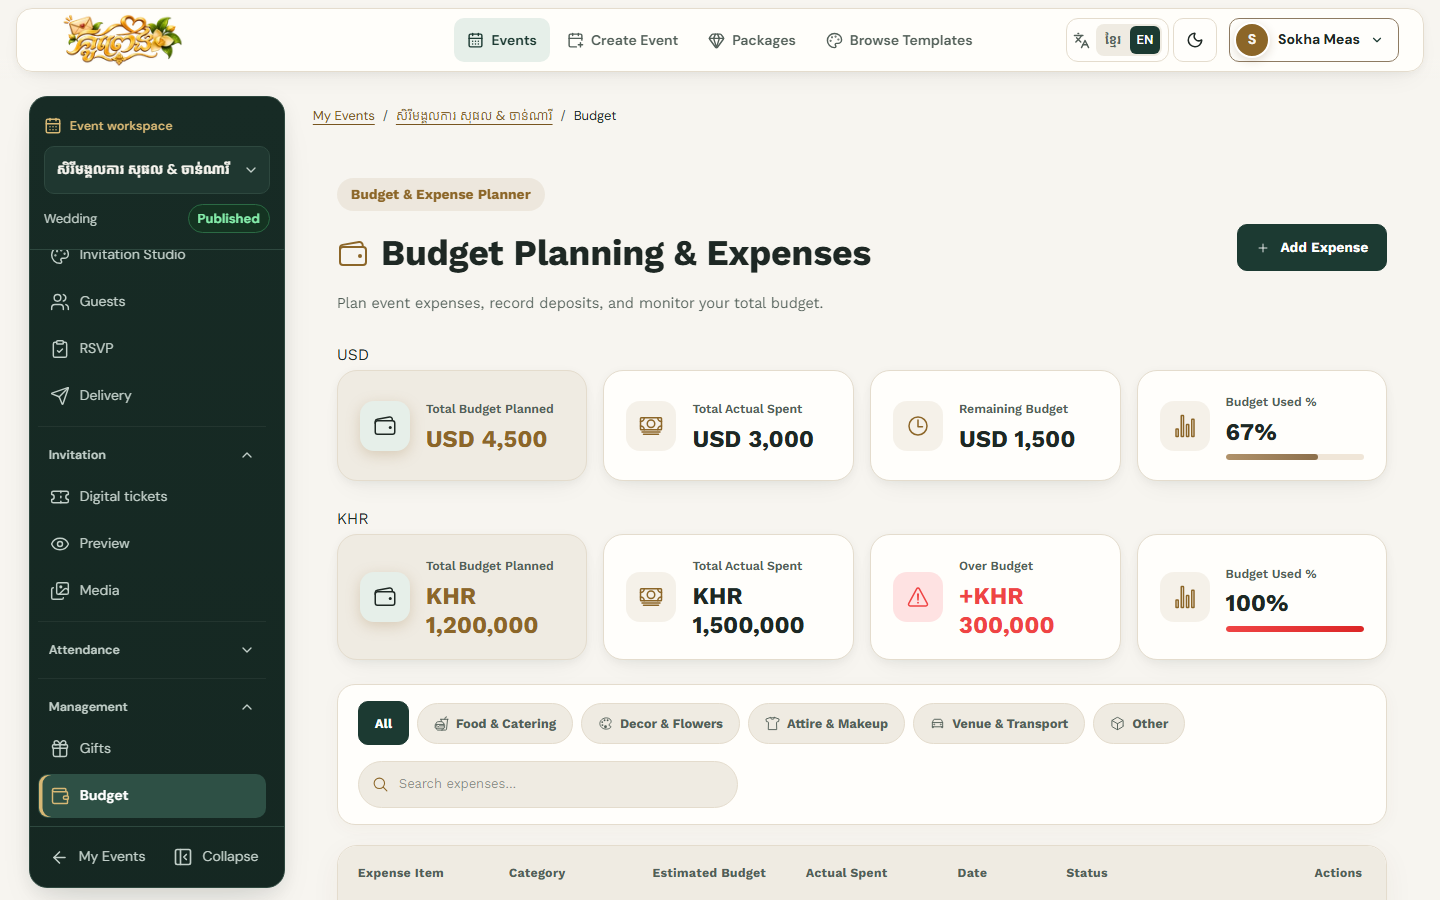 Events
Create Event
Packages
Browse Templates
ខ្មែរ
EN
S
Sokha Meas
Event workspace
សិរីមង្គលការ សុផល & ចាន់ណារី
Wedding
Published
Invitation Studio
Guests
RSVP
Delivery
Invitation
Digital tickets
Preview
Media
Attendance
Management
Gifts
Budget
My Events
Collapse
My Events / សិរីមង្គលការ សុផល & ចាន់ណារី / Budget
Budget & Expense Planner
Budget Planning & Expenses
Add Expense
Plan event expenses, record deposits, and monitor your total budget.
USD
Total Budget Planned
USD 4,500
Total Actual Spent
USD 3,000
Remaining Budget
USD 1,500
Budget Used %
67%
KHR
Total Budget Planned
KHR
1,200,000
Total Actual Spent
KHR
1,500,000
Over Budget
+KHR
300,000
Budget Used %
100%
All
Food & Catering
Decor & Flowers
Attire & Makeup
Venue & Transport
Other
Search expenses...
Expense Item
Category
Estimated Budget
Actual Spent
Date
Status
Actions